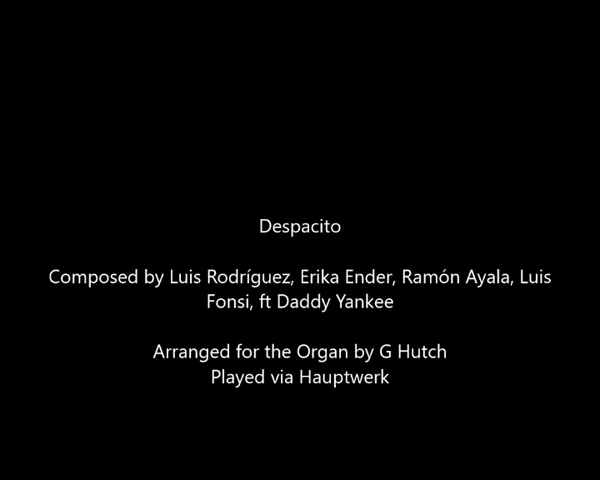 Despacito
Composed by Luis Rodríguez, Erika Ender, Ramón Ayala, Luis
Fonsi, ft Daddy Yankee
Arranged for the Organ by G Hutch
Played via Hauptwerk